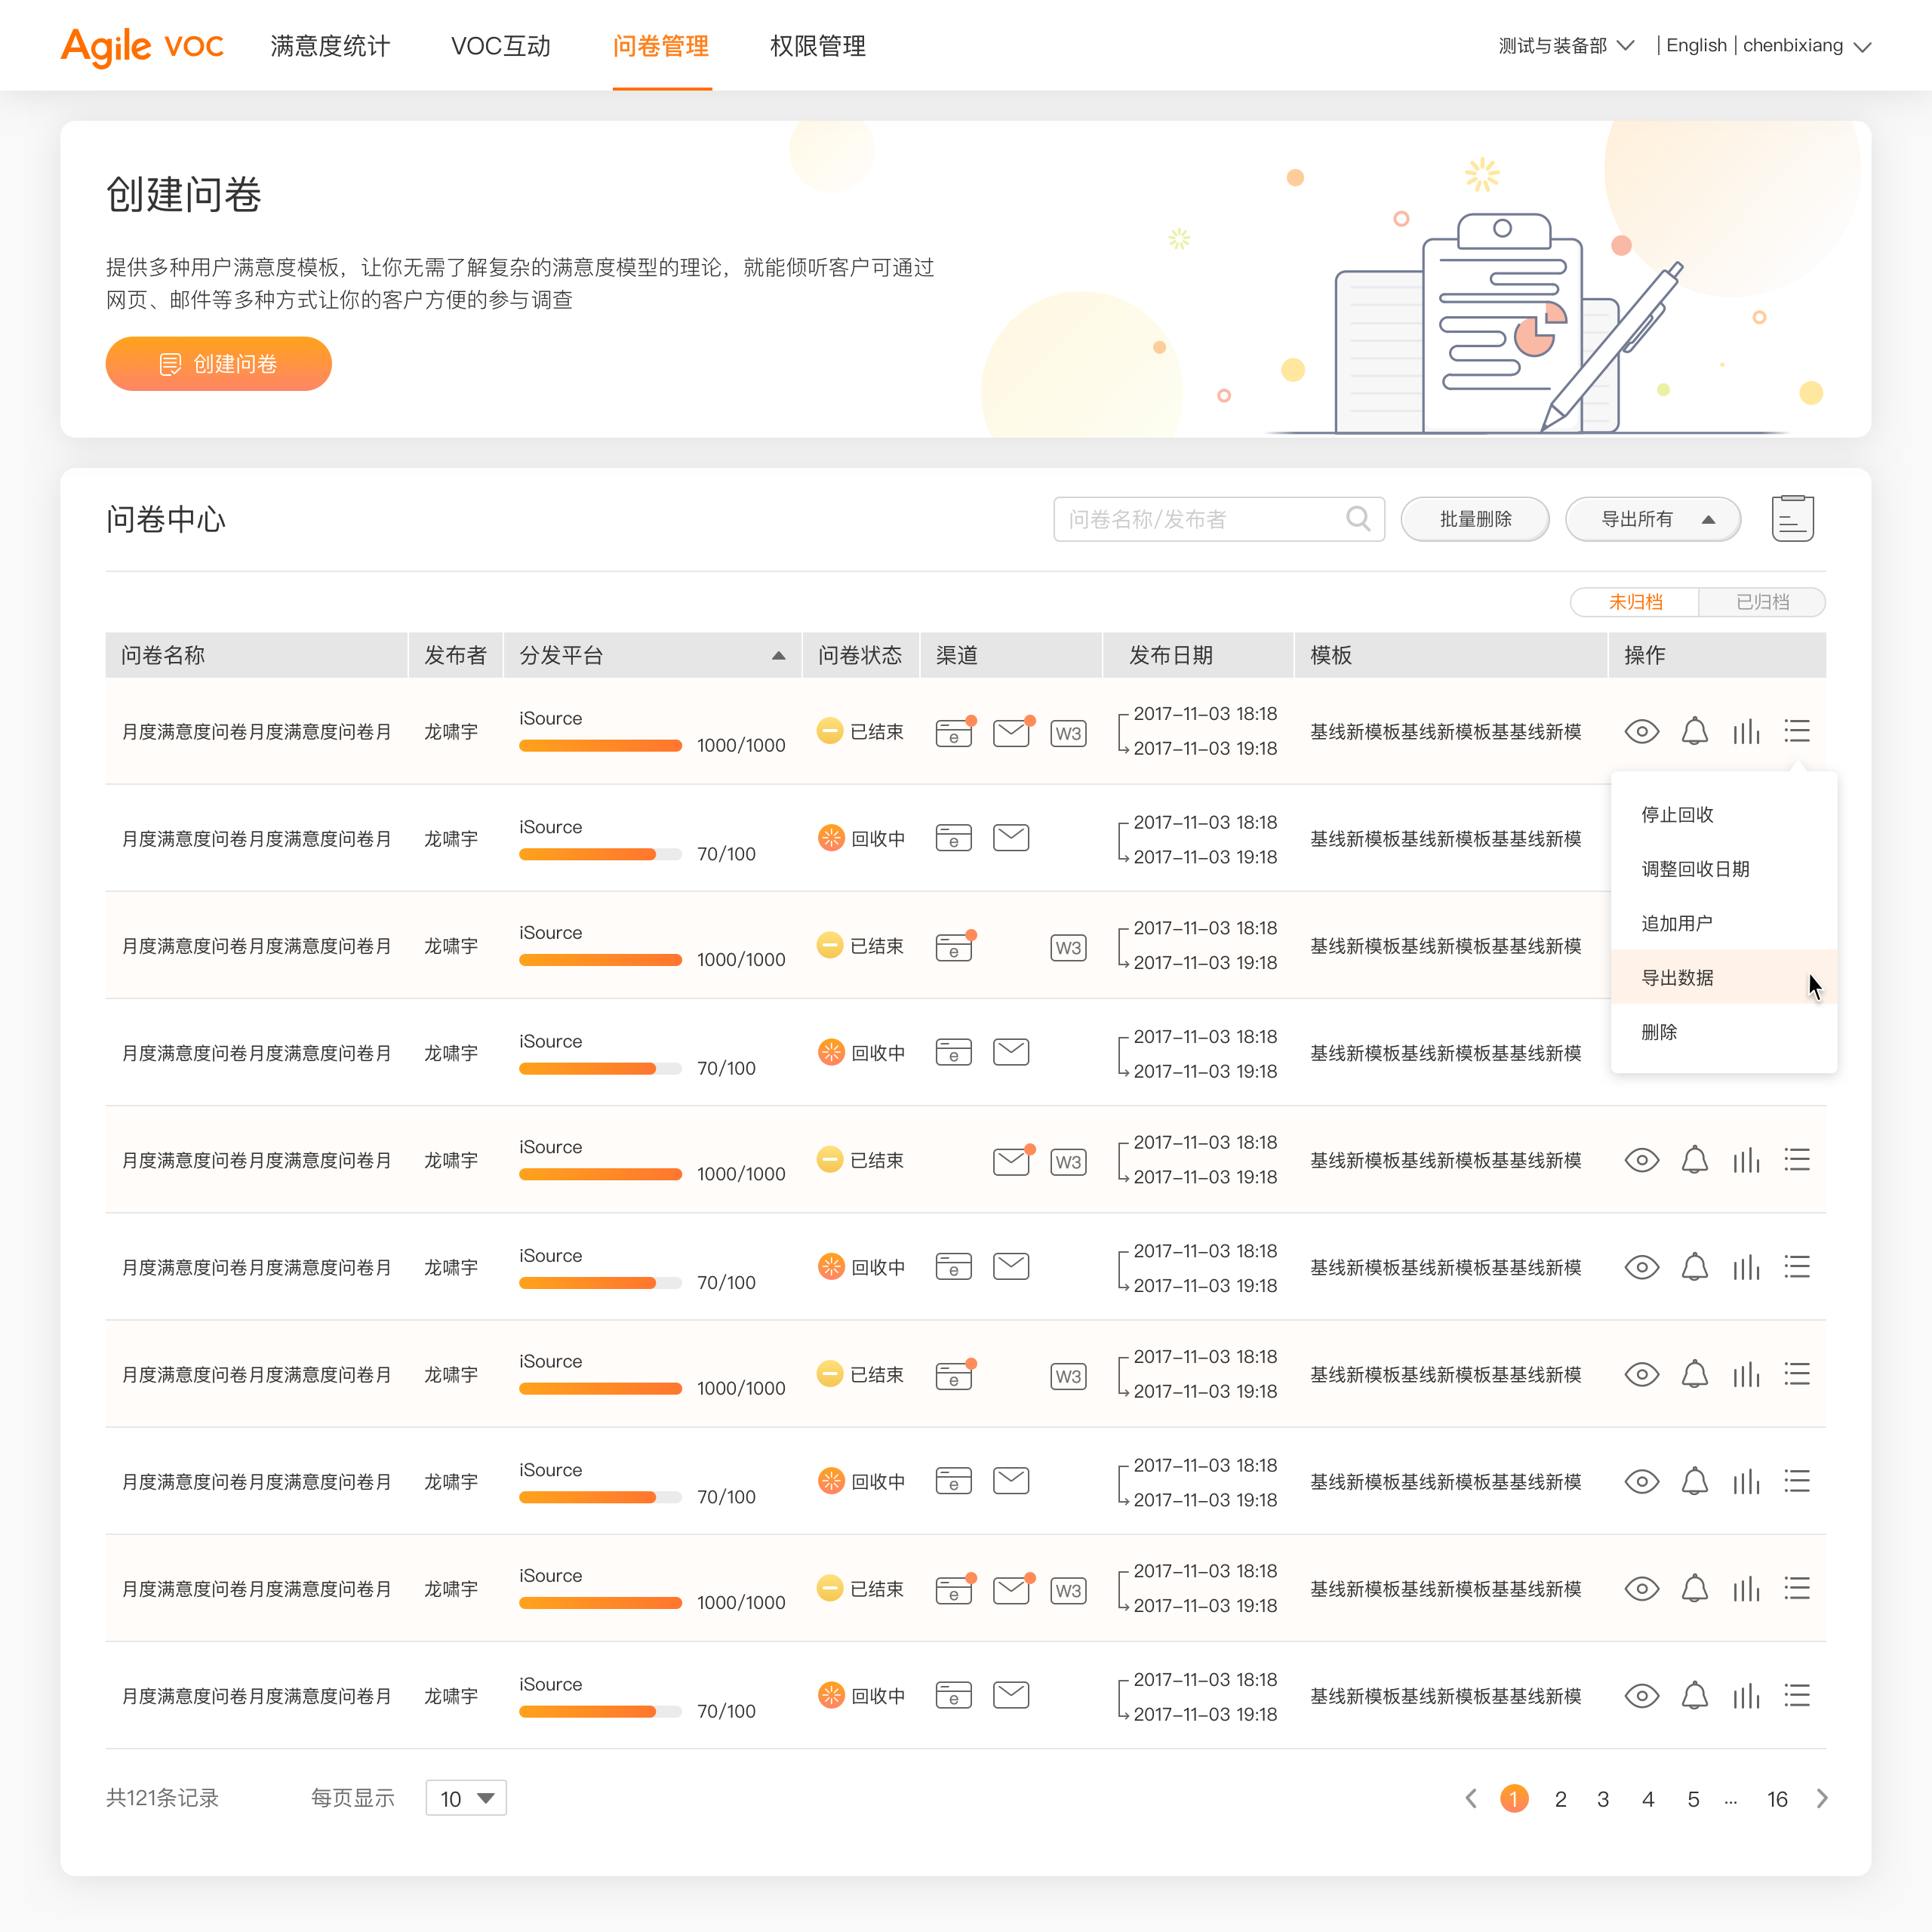 Agile VOC
满意度统计
VOC互动
问卷管理
权限管理
测试与装备部
| English | chenbixiang
创建问卷
提供多种用户满意度模板，让你无需了解复杂的满意度模型的理论，就能倾听客户可通过
网页、邮件等多种方式让你的客户方便的参与调查
创建问卷
问卷中心
问卷名称/发布者
批量删除
导出所有
未归档
已归档
问卷名称 发布者 分发平台 问卷状态 渠道 发布日期 模板 操作
月度满意度问卷月度满意度问卷月 龙啸宇
iSource
1000/1000
已结束
e W3
2017-11-03 18:18
2017-11-03 19:18
基线新模板基线新模板基基线新模
月度满意度问卷月度满意度问卷月 龙啸宇
iSource
70/100
回收中
e
2017-11-03 18:18
2017-11-03 19:18
基线新模板基线新模板基基线新模
月度满意度问卷月度满意度问卷月 龙啸宇
iSource
1000/1000
已结束
e W3
2017-11-03 18:18
2017-11-03 19:18
基线新模板基线新模板基基线新模
月度满意度问卷月度满意度问卷月 龙啸宇
iSource
70/100
回收中
e
2017-11-03 18:18
2017-11-03 19:18
基线新模板基线新模板基基线新模
停止回收
调整回收日期
追加用户
导出数据
删除
月度满意度问卷月度满意度问卷月 龙啸宇
iSource
1000/1000
已结束
W3
2017-11-03 18:18
2017-11-03 19:18
基线新模板基线新模板基基线新模
月度满意度问卷月度满意度问卷月 龙啸宇
iSource
70/100
回收中
e
2017-11-03 18:18
2017-11-03 19:18
基线新模板基线新模板基基线新模
月度满意度问卷月度满意度问卷月 龙啸宇
iSource
1000/1000
已结束
e W3
2017-11-03 18:18
2017-11-03 19:18
基线新模板基线新模板基基线新模
月度满意度问卷月度满意度问卷月 龙啸宇
iSource
70/100
回收中
e
2017-11-03 18:18
2017-11-03 19:18
基线新模板基线新模板基基线新模
月度满意度问卷月度满意度问卷月 龙啸宇
iSource
1000/1000
已结束
e W3
2017-11-03 18:18
2017-11-03 19:18
基线新模板基线新模板基基线新模
月度满意度问卷月度满意度问卷月 龙啸宇
iSource
70/100
回收中
e
2017-11-03 18:18
2017-11-03 19:18
基线新模板基线新模板基基线新模
共121条记录
每页显示
10
1 2 3 4 5 ... 16